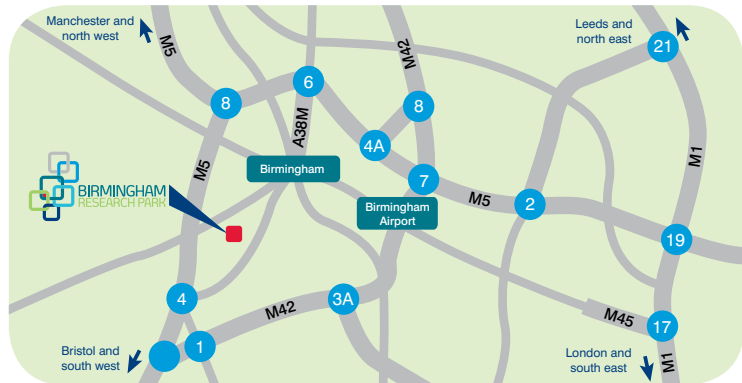 Manchester and
north west
M5
M42
Leeds and
north east
21
6
8
8
A38M
4A
M1
M5
Birmingham
7
BIRMINGHAM
RESEARCH PARK
M5
2
Birmingham
Airport
19
4
3A
M42
M45
17
1
Bristol and
south west
London and
south east
M1